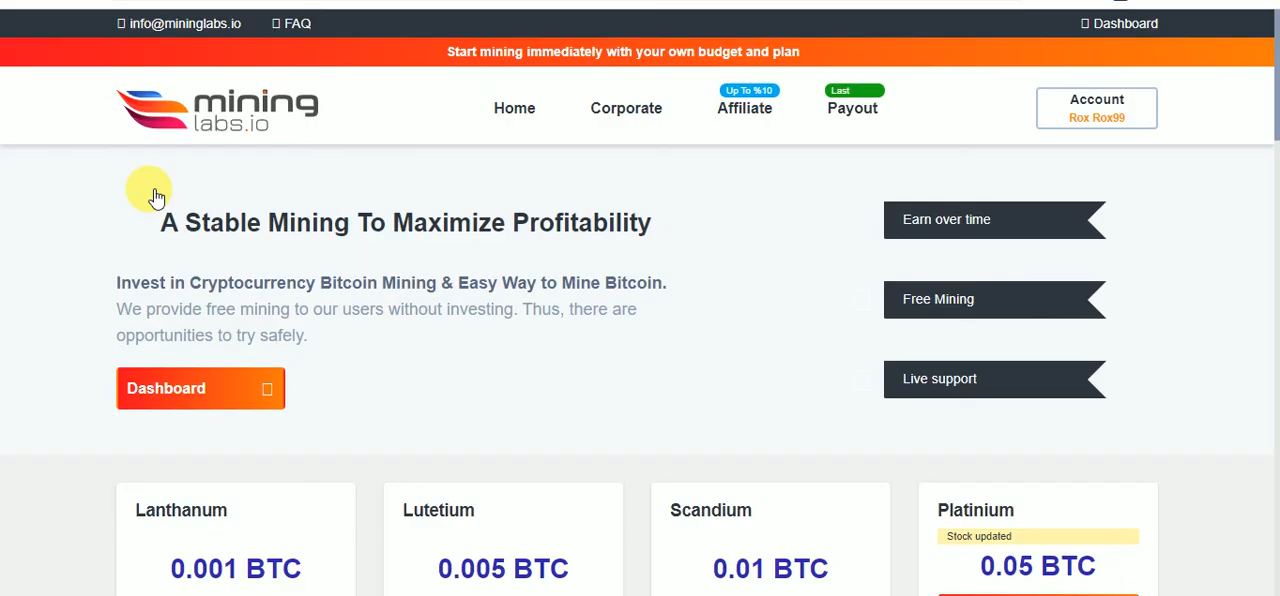 info@mininglabs.io FAQ Dashboard
Start mining immediately with your own budget and plan
mining
labs.io
Home Corporate Affiliate Payout
Up To %10 Last
Account
Rox Rox99
A Stable Mining To Maximize Profitability
Invest in Cryptocurrency Bitcoin Mining & Easy Way to Mine Bitcoin.
We provide free mining to our users without investing. Thus, there are
opportunities to try safely.
Dashboard
Earn over time
Free Mining
Live support
Lanthanum
0.001 BTC
Lutetium
0.005 BTC
Scandium
0.01 BTC
Platinium
Stock updated
0.05 BTC